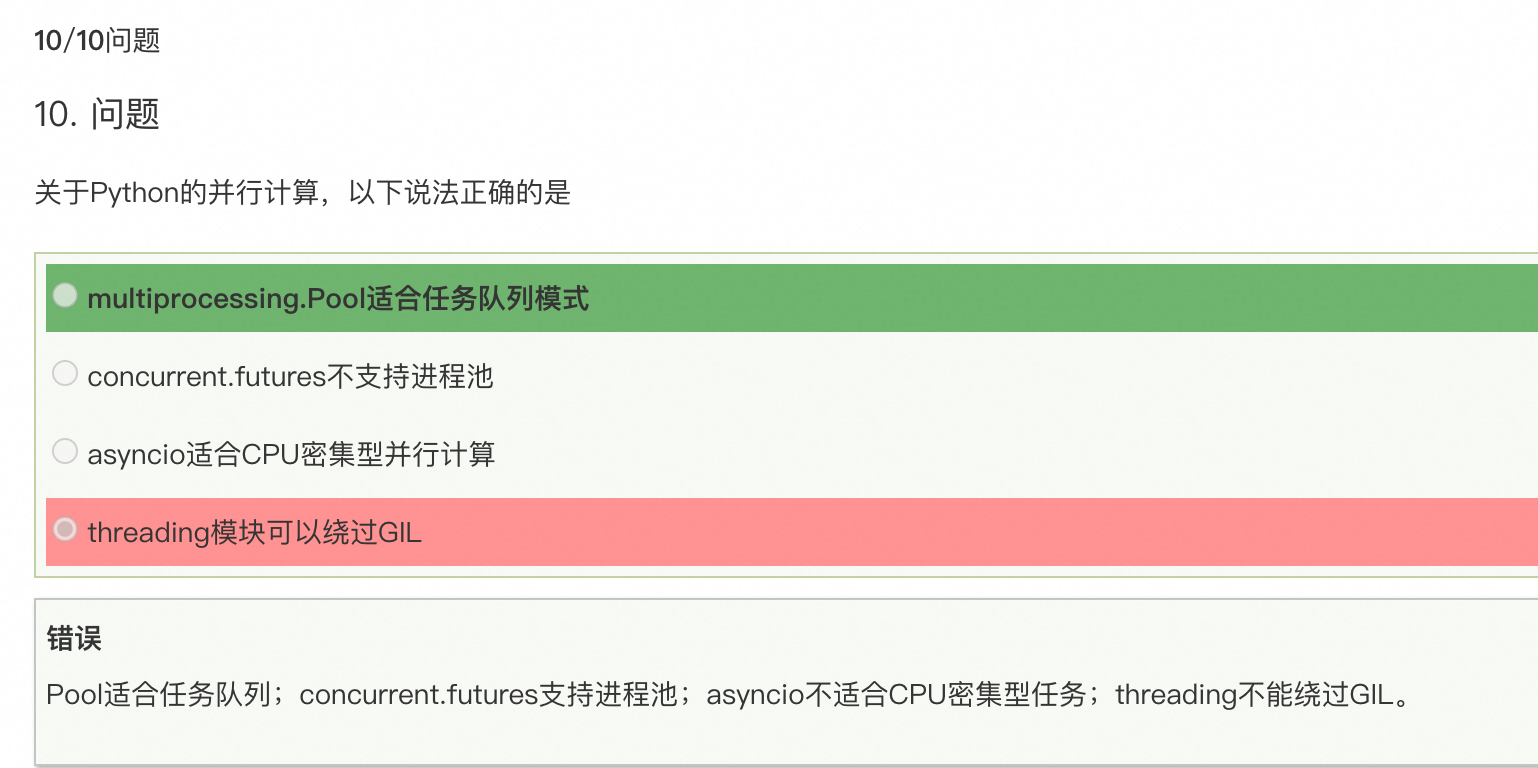 10/10问题
10. 问题
关于Python的并行计算，以下说法正确的是
multiprocessing.Pool适合任务队列模式
concurrent.futures不支持进程池
asyncio适合CPU密集型并行计算
threading模块可以绕过GIL
错误
Pool适合任务队列；concurrent.futures支持进程池；asyncio不适合CPU密集型任务；threading不能绕过GIL。